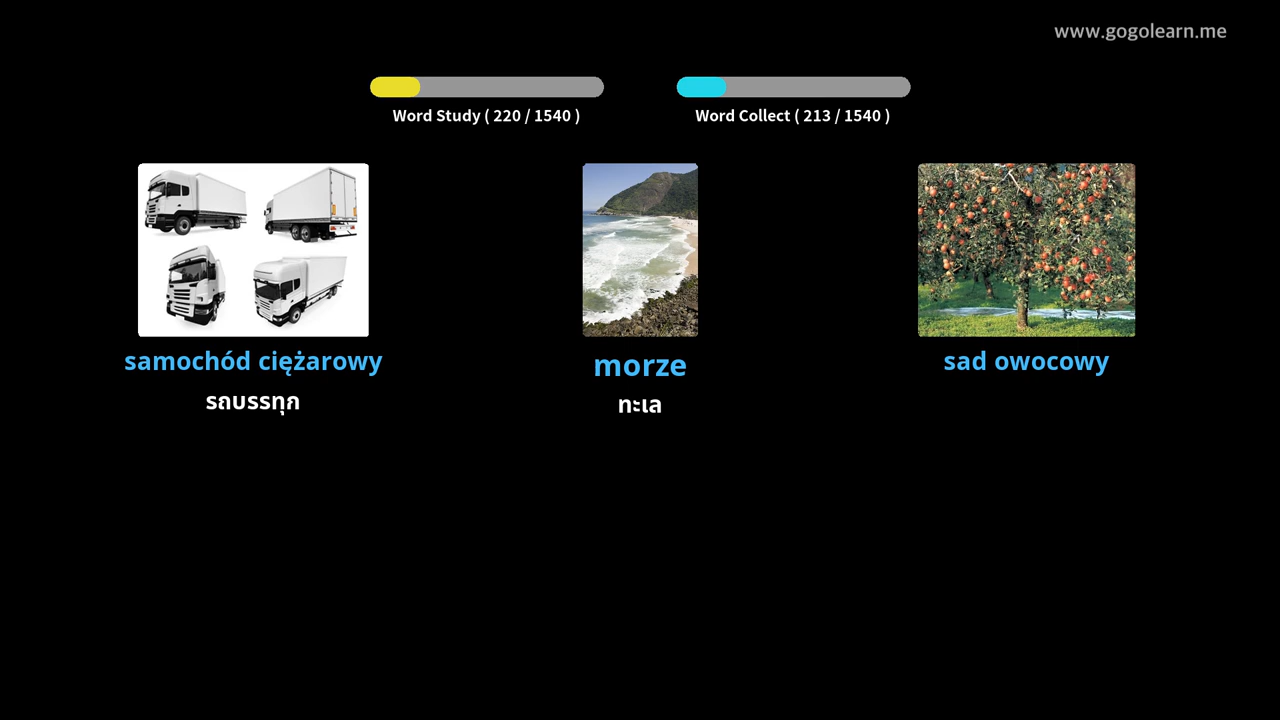 www.gogolearn.me
Word Study ( 220 / 1540 )
Word Collect ( 213 / 1540 )
samochód ciężarowy
รถบรรทุก
morze
ทะเล
sad owocowy